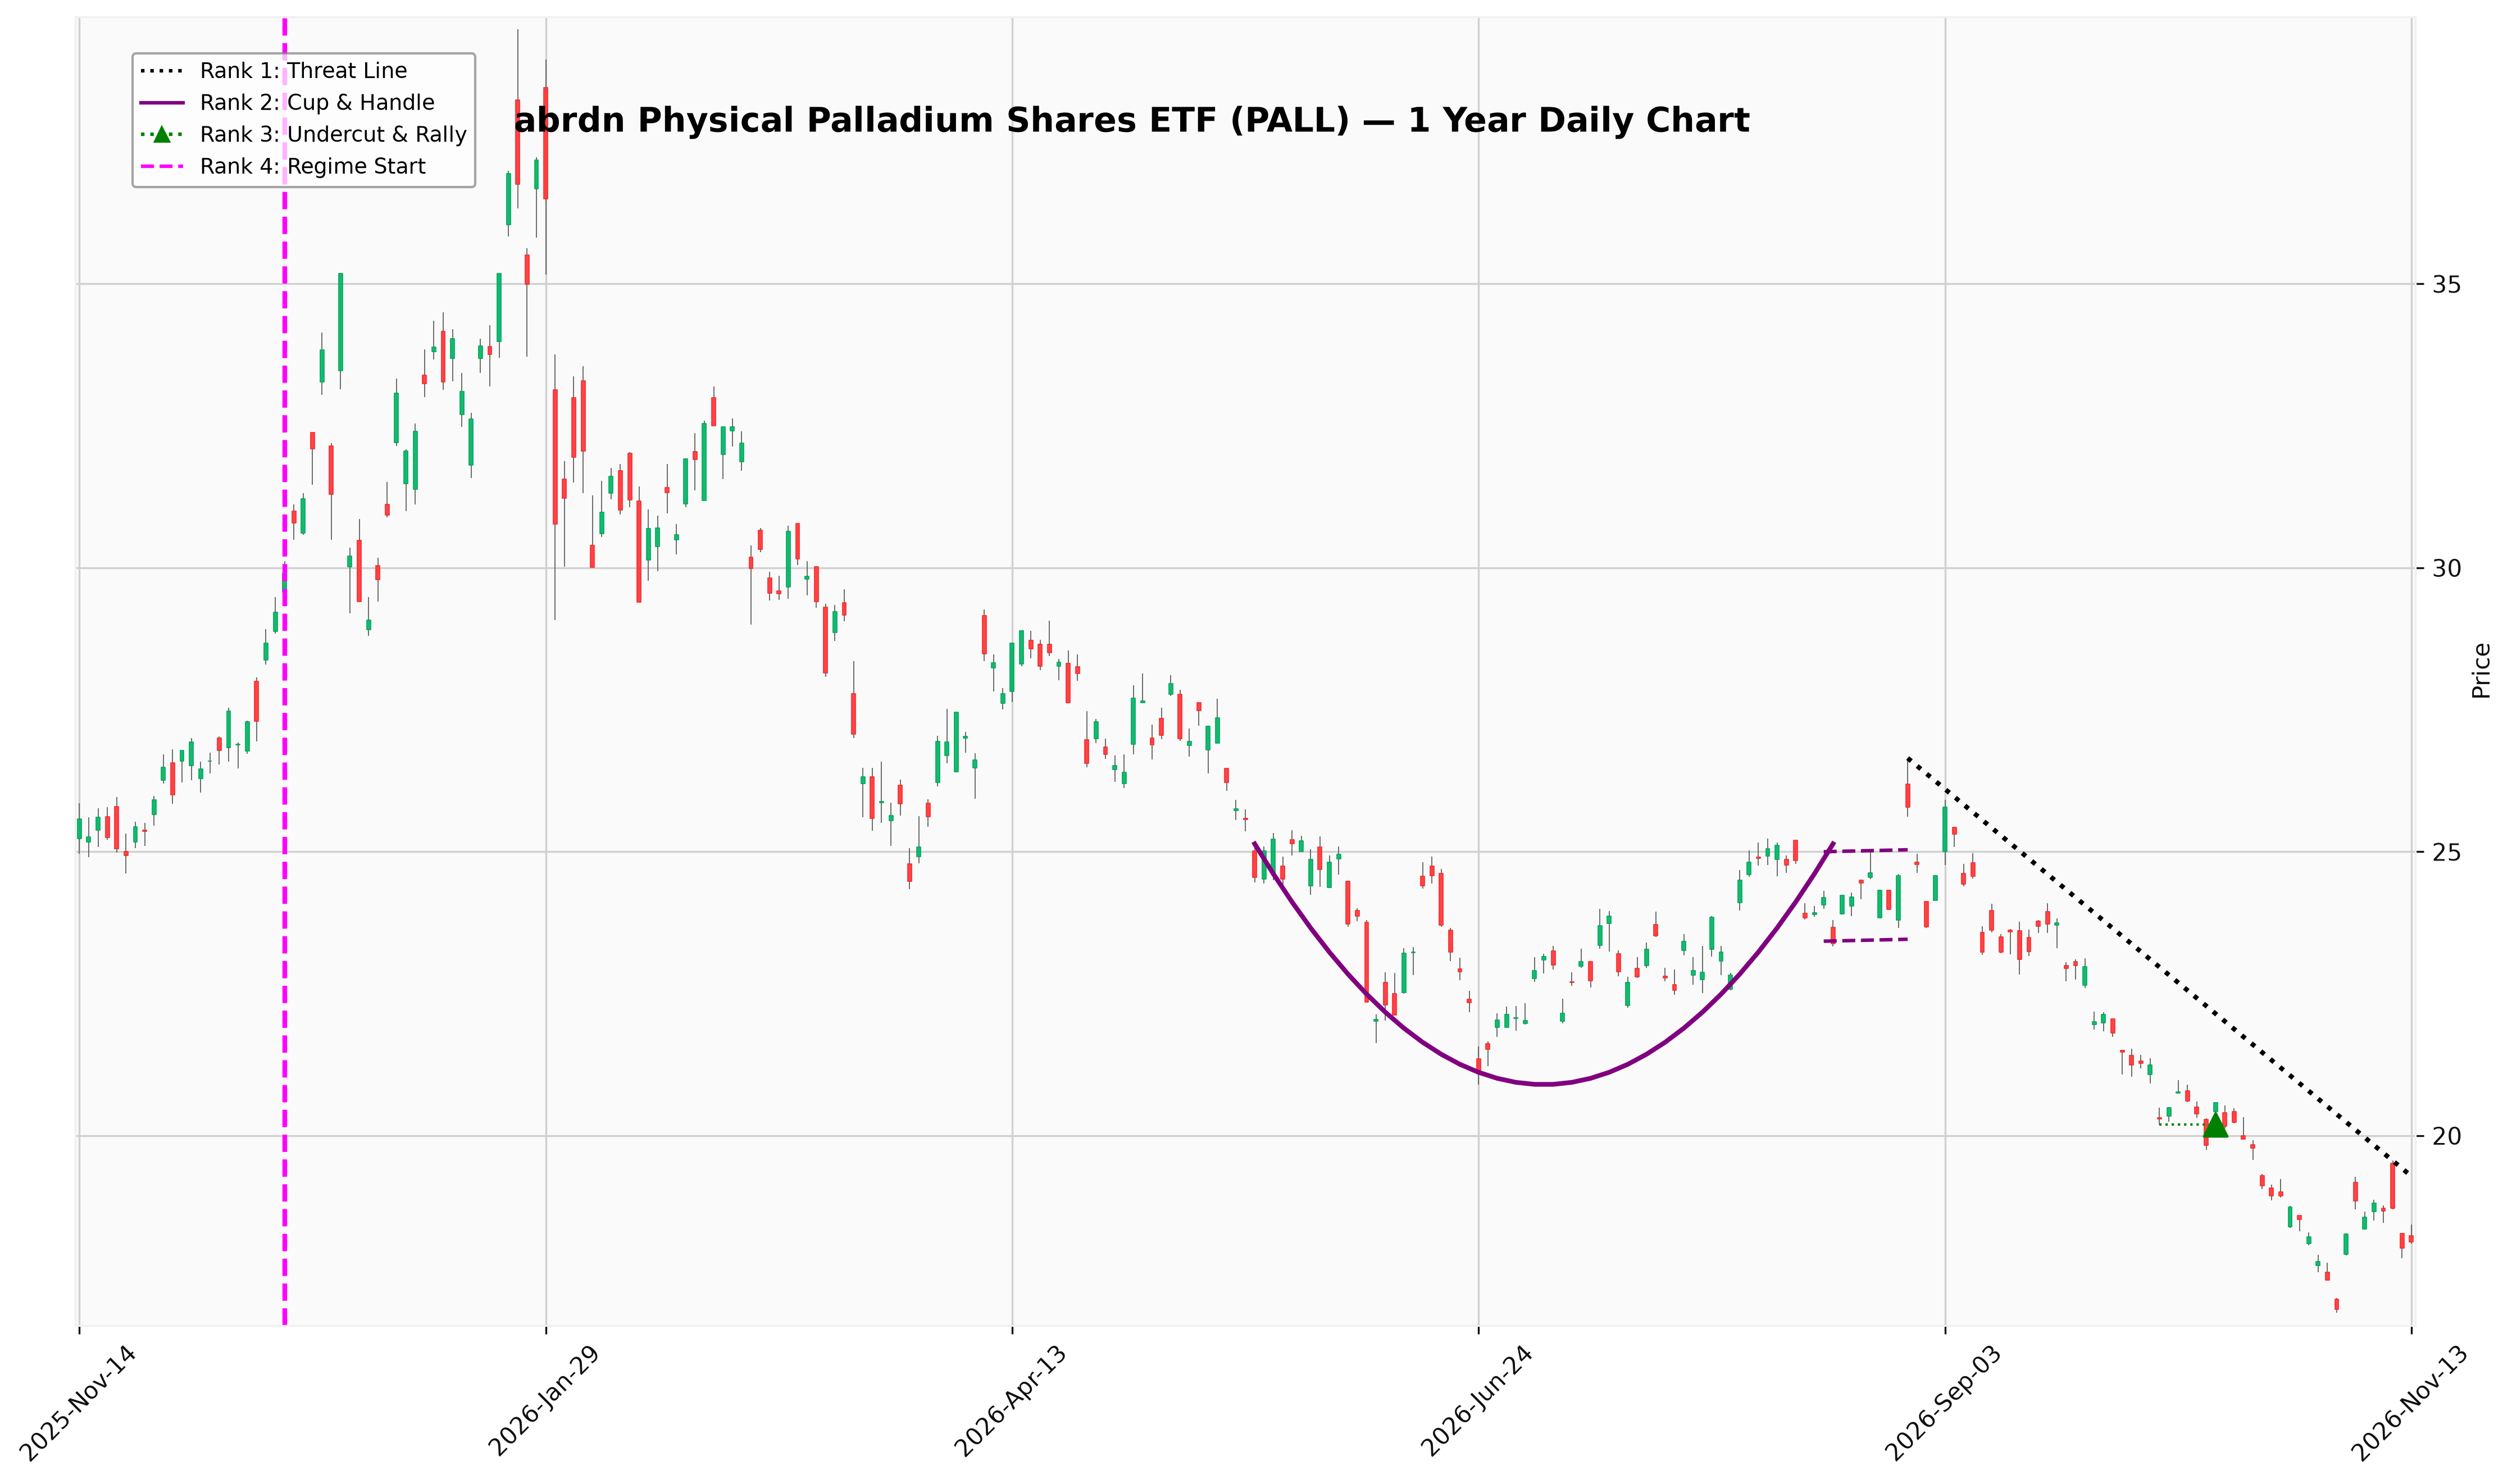 Rank 1: Threat Line
Rank 2: Cup & Handle
Rank 3: Undercut & Rally
Rank 4: Regime Start
abrdn Physical Palladium Shares ETF (PALL) — 1 Year Daily Chart
35
30
25
20
Price
2025-Nov-14
2026-Jan-29
2026-Apr-13
2026-Jun-24
2026-Sep-03
2026-Nov-13